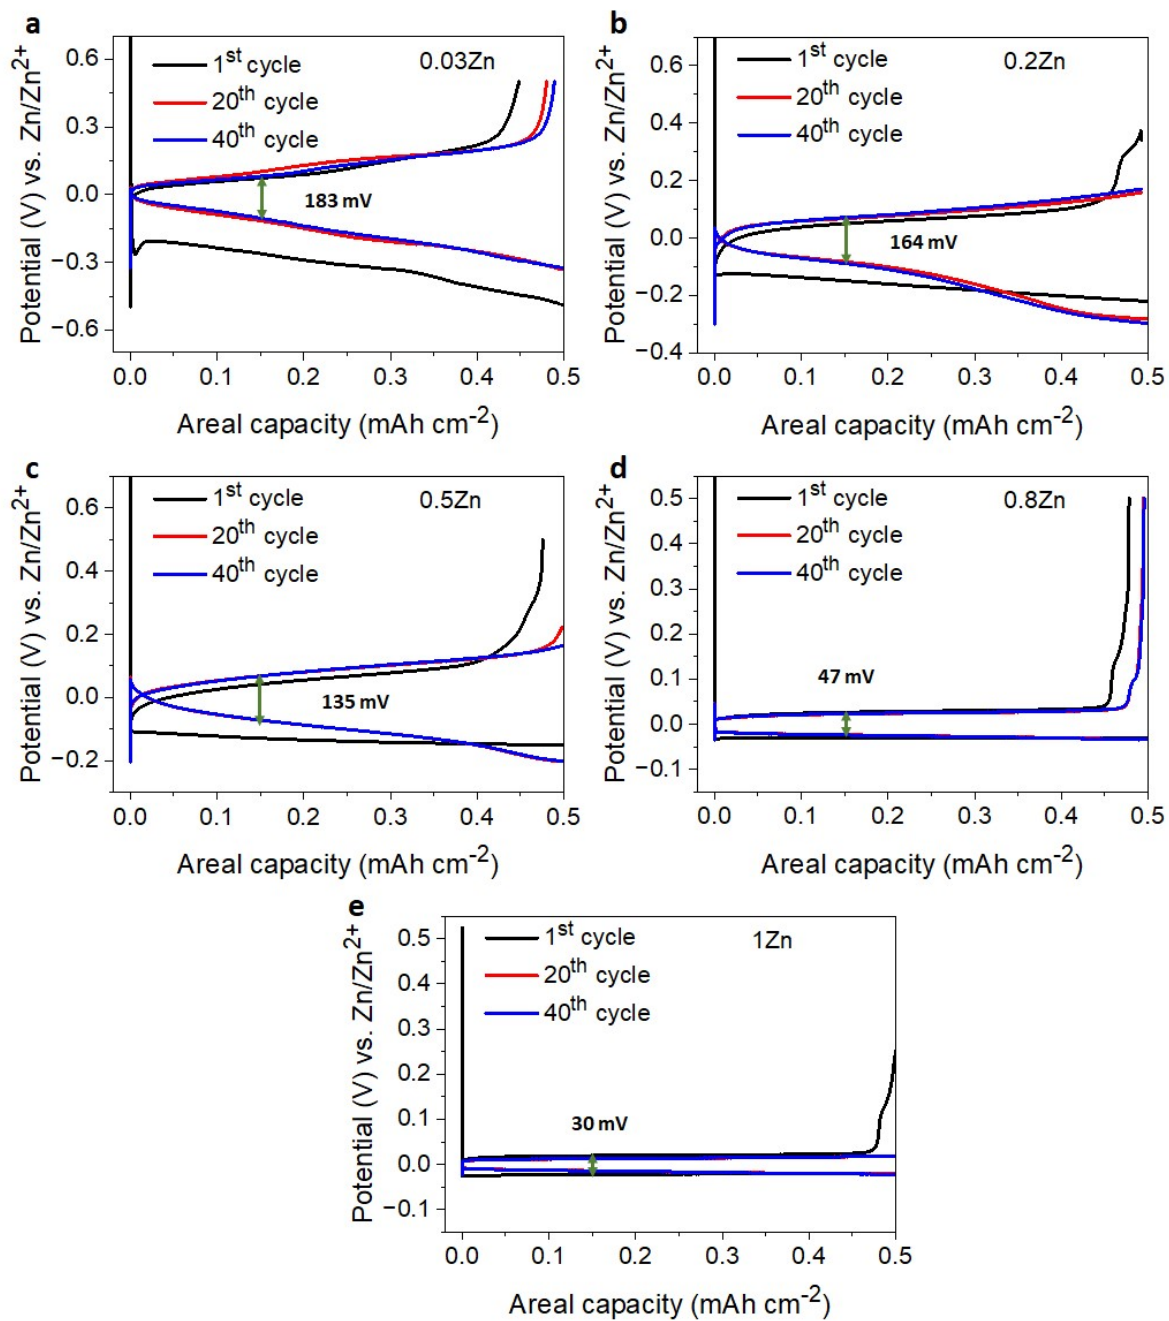 a
0.03Zn
1st cycle
20th cycle
40th cycle
183 mV
0.6
0.3
0.0
−0.3
−0.6
0.0 0.1 0.2 0.3 0.4 0.5
Potential (V) vs. Zn/Zn2+
Areal capacity (mAh cm-2)
b
0.2Zn
1st cycle
20th cycle
40th cycle
164 mV
0.6
0.4
0.2
0.0
−0.2
−0.4
0.0 0.1 0.2 0.3 0.4 0.5
Potential (V) vs. Zn/Zn2+
Areal capacity (mAh cm-2)
c
0.5Zn
1st cycle
20th cycle
40th cycle
135 mV
0.6
0.4
0.2
0.0
−0.2
0.0 0.1 0.2 0.3 0.4 0.5
Potential (V) vs. Zn/Zn2+
Areal capacity (mAh cm-2)
d
0.8Zn
1st cycle
20th cycle
40th cycle
47 mV
0.5
0.4
0.3
0.2
0.1
0.0
−0.1
0.0 0.1 0.2 0.3 0.4 0.5
Potential (V) vs. Zn/Zn2+
Areal capacity (mAh cm-2)
e
1Zn
1st cycle
20th cycle
40th cycle
30 mV
0.5
0.4
0.3
0.2
0.1
0.0
−0.1
0.0 0.1 0.2 0.3 0.4 0.5
Potential (V) vs. Zn/Zn2+
Areal capacity (mAh cm-2)